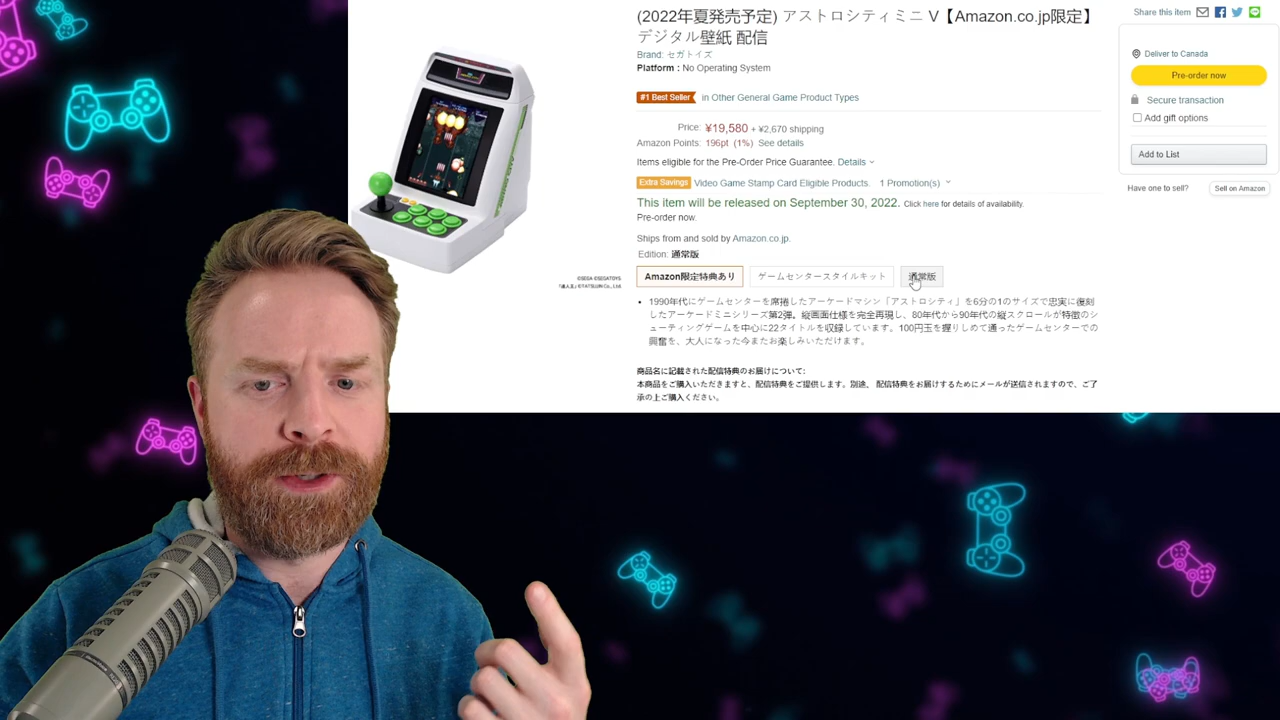 (2022年夏発売予定) アストロシティミニ V【Amazon.co.jp限定】
デジタル壁紙 配信
Brand: セガトイズ
Platform : No Operating System
#1 Best Seller in Other General Game Product Types
Price: ¥19,580 + ¥2,670 shipping
Amazon Points: 196pt (1%) See details
Items eligible for the Pre-Order Price Guarantee. Details
Extra Savings Video Game Stamp Card Eligible Products. 1 Promotion(s)
This item will be released on September 30, 2022. Click here for details of availability.
Pre-order now.
Ships from and sold by Amazon.co.jp.
Edition: 通常版
Amazon限定特典あり ゲームセンタースタイルキット 通常版
• 1990年代にゲームセンターを席捲したアーケードマシン「アストロシティ」を6分の1のサイズで忠実に復刻
したアーケードミニシリーズ第2弾。縦画面仕様を完全再現し、80年代から90年代の縦スクロールが特徴のシ
ューティングゲームを中心に22タイトルを収録しています。100円玉を握りしめて通ったゲームセンターでの
興奮を、大人になった今またお楽しみいただけます。
商品名に記載された配信特典のお届けについて:
本商品をご購入いただきますと、配信特典をご提供します。別途、 配信特典をお届けするためにメールが送信されますので、ご了
承の上ご購入ください。
©SEGA ©SEGATOYS
「達人王」©TATSUJIN Co., Ltd.
Share this item
Deliver to Canada
Pre-order now
Secure transaction
Add gift options
Add to List
Have one to sell? Sell on Amazon